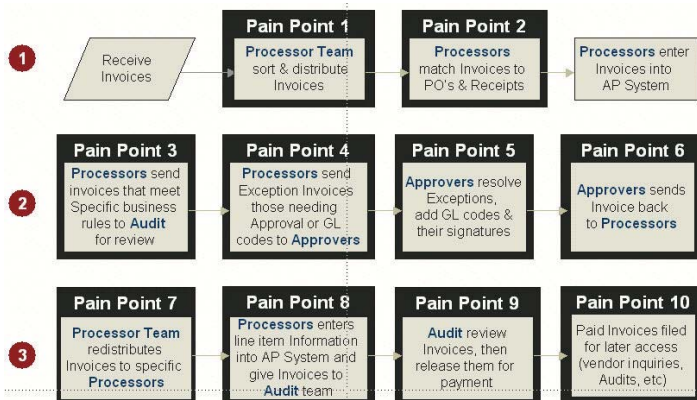 1
Receive
Invoices
Pain Point 1
Processor Team
sort & distribute
Invoices
Pain Point 2
Processors
match Invoices to
PO's & Receipts
Processors enter
Invoices into
AP System
2
Pain Point 3
Processors send
invoices that meet
Specific business
rules to Audit
for review
Pain Point 4
Processors send
Exception Invoices
those needing
Approval or GL
codes to Approvers
Pain Point 5
Approvers resolve
Exceptions,
add GL codes &
their signatures
Pain Point 6
Approvers sends
Invoice back
to Processors
3
Pain Point 7
Processor Team
redistributes
Invoices to specific
Processors
Pain Point 8
Processors enters
line item Information
into AP System and
give Invoices to
Audit team
Pain Point 9
Audit review
Invoices, then
release them for
payment
Pain Point 10
Paid Invoices filed
for later access
(vendor inquiries,
Audits, etc)